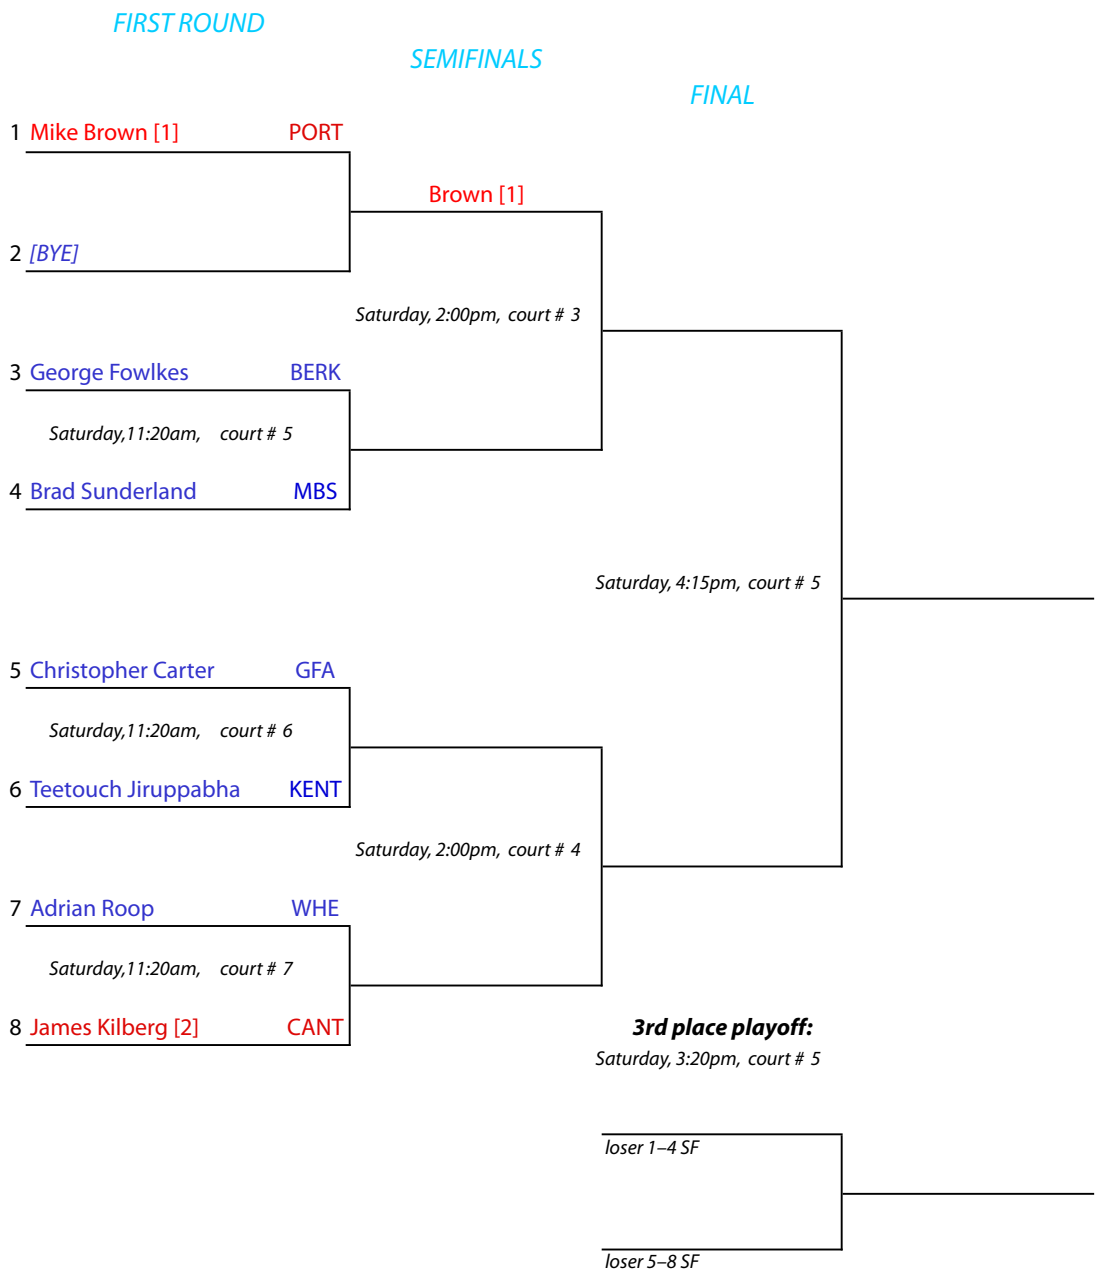 FIRST ROUND
SEMIFINALS
FINAL
1 Mike Brown [1] PORT
Brown [1]
2 [BYE]
Saturday, 2:00pm, court # 3
3 George Fowlkes BERK
Saturday,11:20am, court # 5
4 Brad Sunderland MBS
Saturday, 4:15pm, court # 5
5 Christopher Carter GFA
Saturday,11:20am, court # 6
6 Teetouch Jiruppabha KENT
Saturday, 2:00pm, court # 4
7 Adrian Roop WHE
Saturday,11:20am, court # 7
8 James Kilberg [2] CANT
3rd place playoff:
Saturday, 3:20pm, court # 5
loser 1–4 SF
loser 5–8 SF